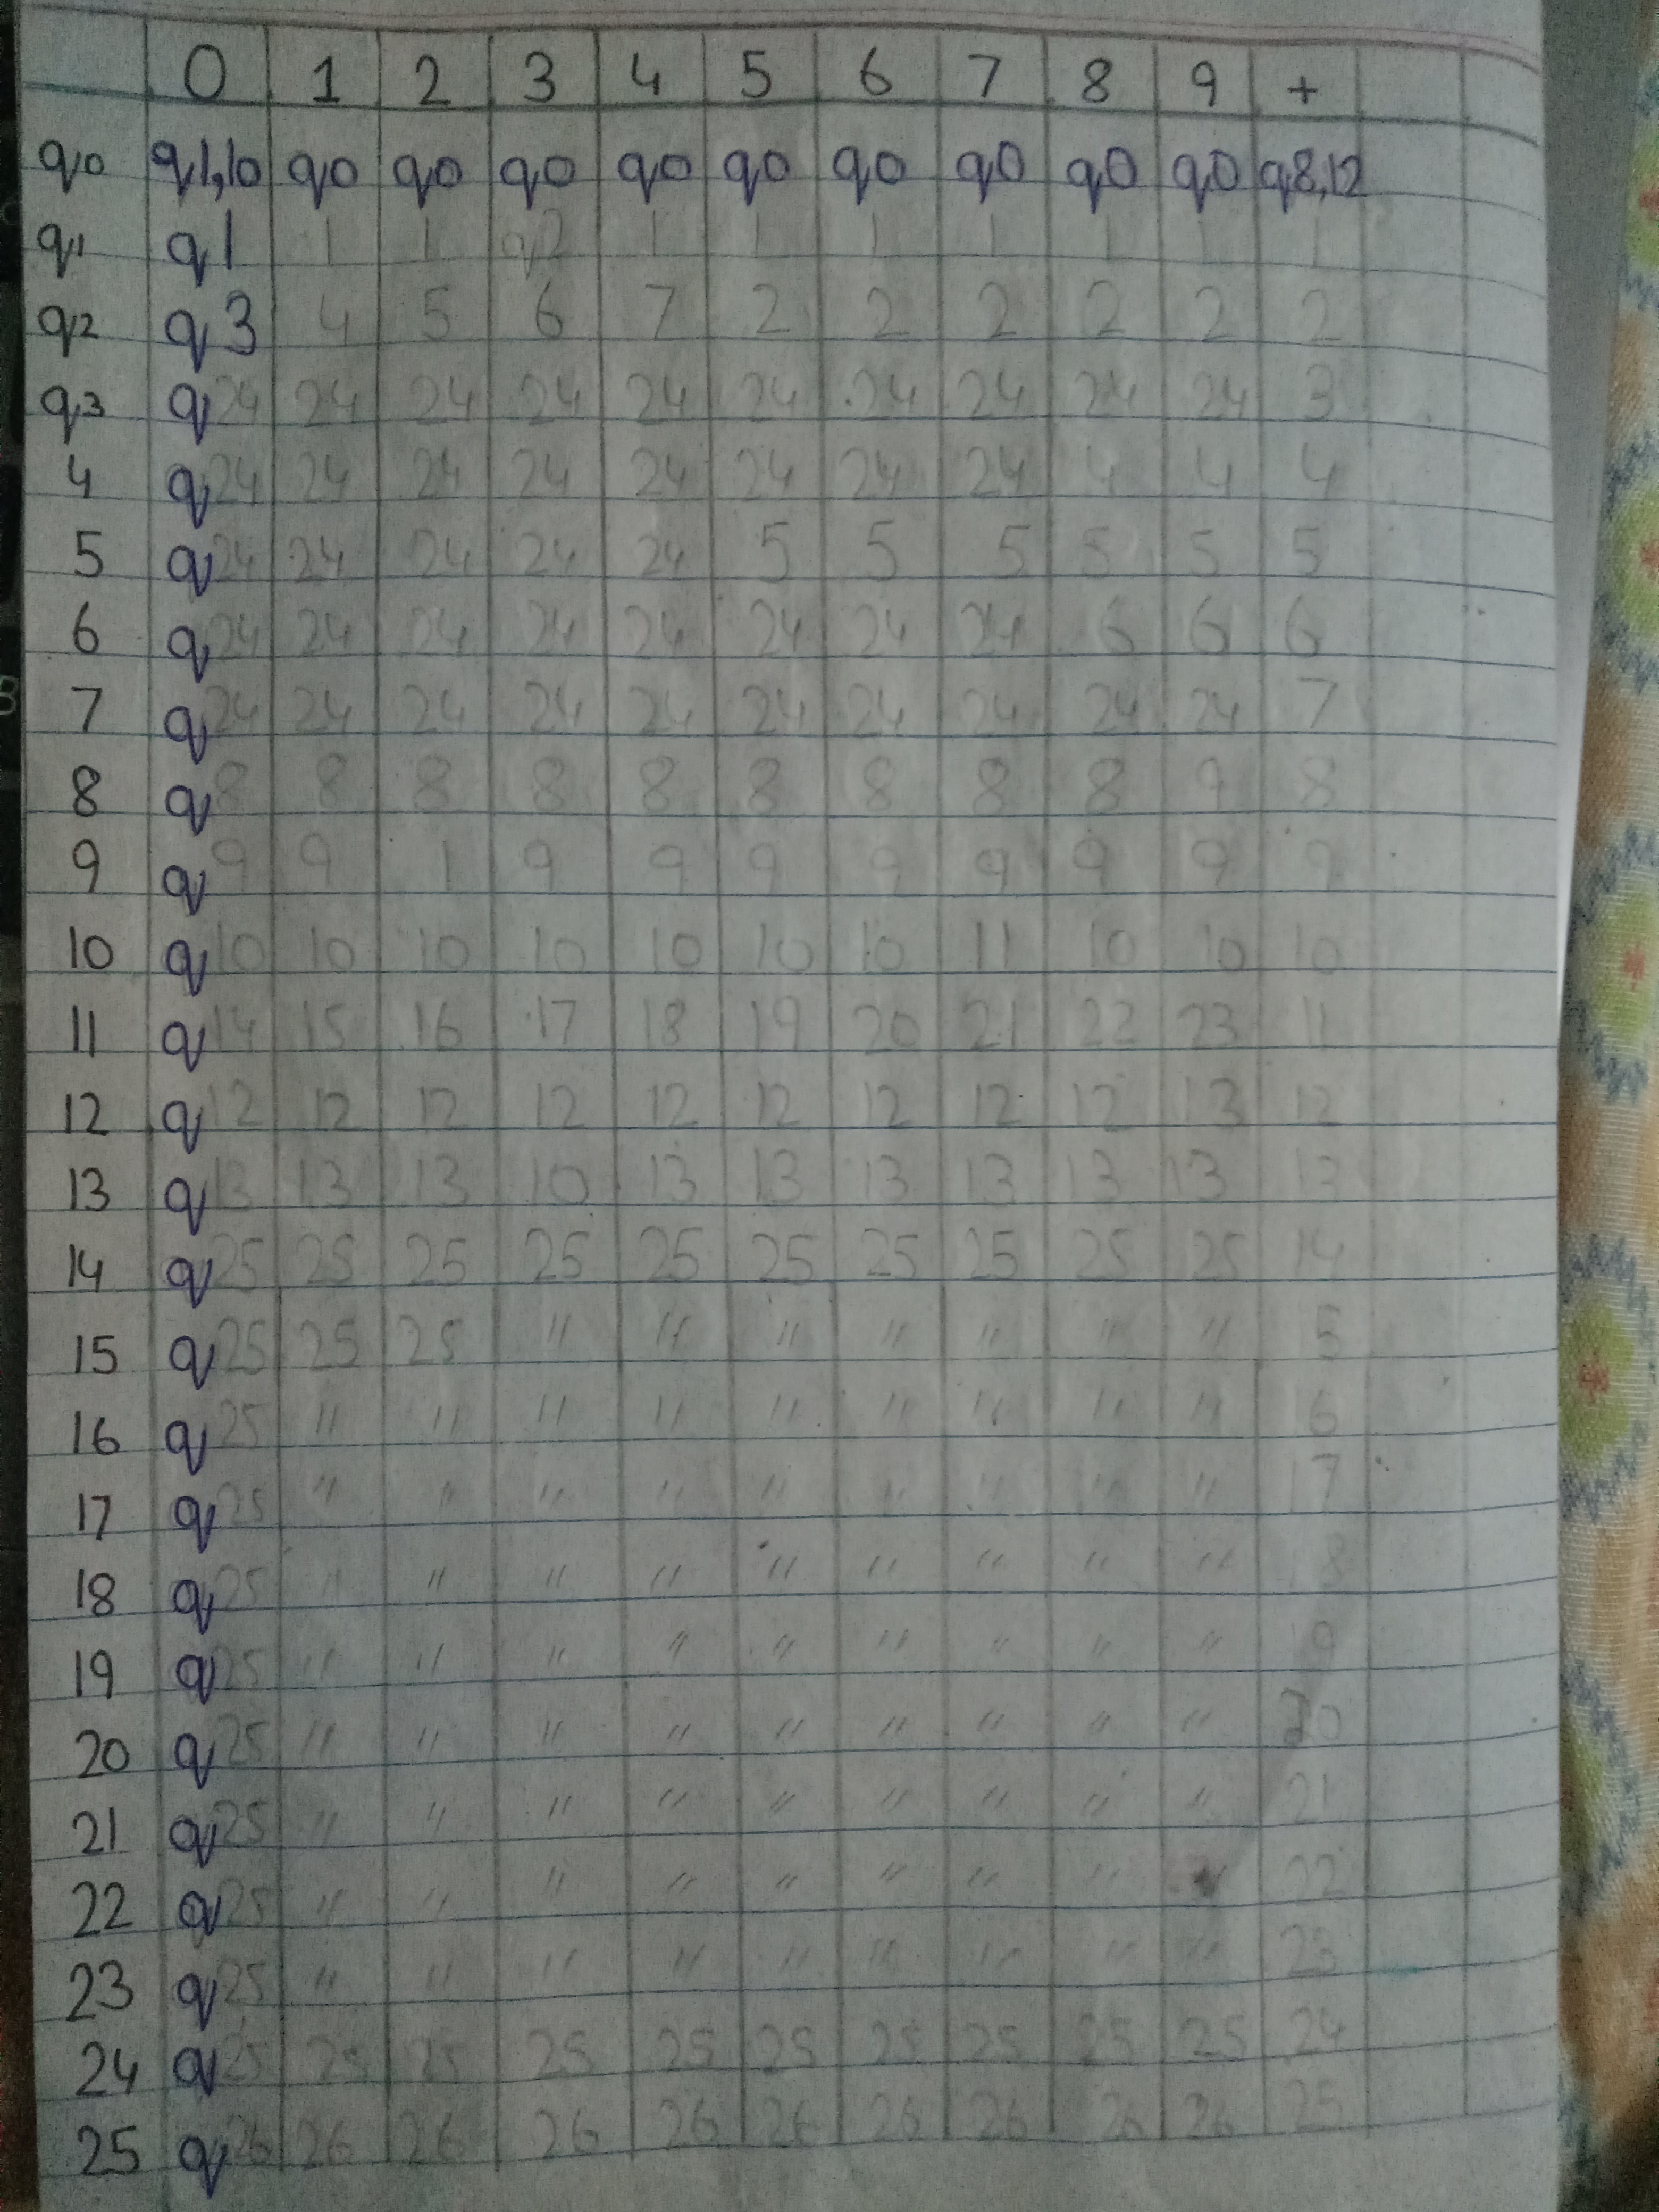 0 1 2 3 4 5 6 7 8 9 +
q0 q1,10 q0 q0 q0 q0 q0 q0 q0 q0 q0 q8,12
q1 q1 1 1 q2 1 1 1 1 1 1 1
q2 q3 4 5 6 7 2 2 2 2 2 2
q3 q24 24 24 24 24 24 24 24 24 24 3
4 q24 24 24 24 24 24 24 24 4 4 4
5 q24 24 24 24 24 5 5 5 5 5 5
6 q24 24 24 24 24 24 24 24 6 6 6
7 q24 24 24 24 24 24 24 24 24 24 7
8 q8 8 8 8 8 8 8 8 8 9 8
9 q9 9 1 9 9 9 9 9 9 9 9
10 q10 10 10 10 10 10 10 11 10 10 10
11 q14 15 16 17 18 19 20 21 22 23 11
12 q12 12 12 12 12 12 12 12 12 13 12
13 q13 13 13 10 13 13 13 13 13 13 13
14 q25 25 25 25 25 25 25 25 25 25 14
15 q25 25 25 " " " " " " " 5
16 q25 " " " " " " " " " 6
17 q25 " " " " " " " " " 17
18 q25 " " " " " " " " " 18
19 q25 " " " " " " " " " 19
20 q25 " " " " " " " " " 20
21 q25 " " " " " " " " " 21
22 q25 " " " " " " " " " 22
23 q25 " " " " " " " " " 23
24 q25 25 25 25 25 25 25 25 25 25 24
25 q26 26 26 26 26 26 26 26 26 26 25